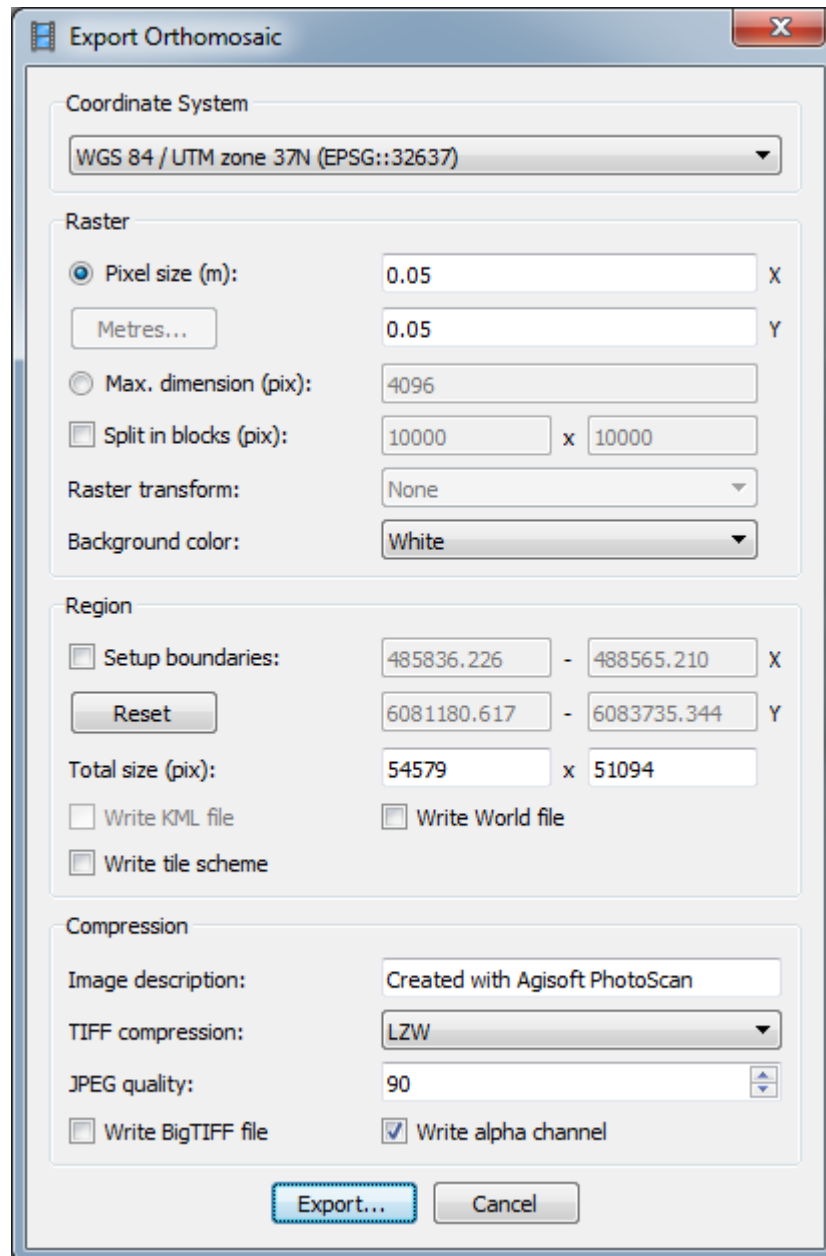 Export Orthomosaic
Coordinate System
WGS 84 / UTM zone 37N (EPSG::32637)
Raster
Pixel size (m): 0.05 X
Metres... 0.05 Y
Max. dimension (pix): 4096
Split in blocks (pix): 10000 x 10000
Raster transform: None
Background color: White
Region
Setup boundaries: 485836.226 - 488565.210 X
Reset 6081180.617 - 6083735.344 Y
Total size (pix): 54579 x 51094
Write KML file Write World file
Write tile scheme
Compression
Image description: Created with Agisoft PhotoScan
TIFF compression: LZW
JPEG quality: 90
Write BigTIFF file Write alpha channel
Export... Cancel